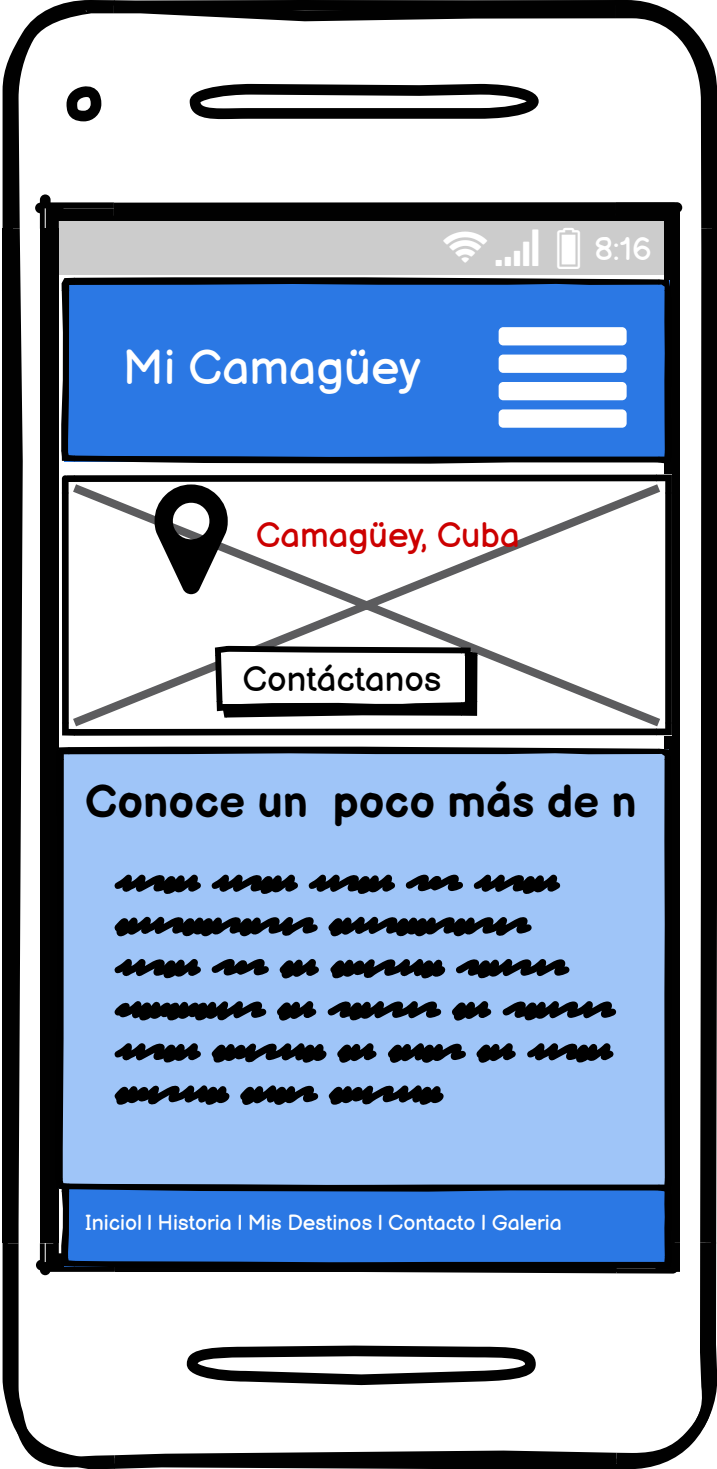 8:16
Mi Camagüey
Camagüey, Cuba
Contáctanos
Conoce un poco más de n
Iniciol l Historia l Mis Destinos l Contacto l Galeria